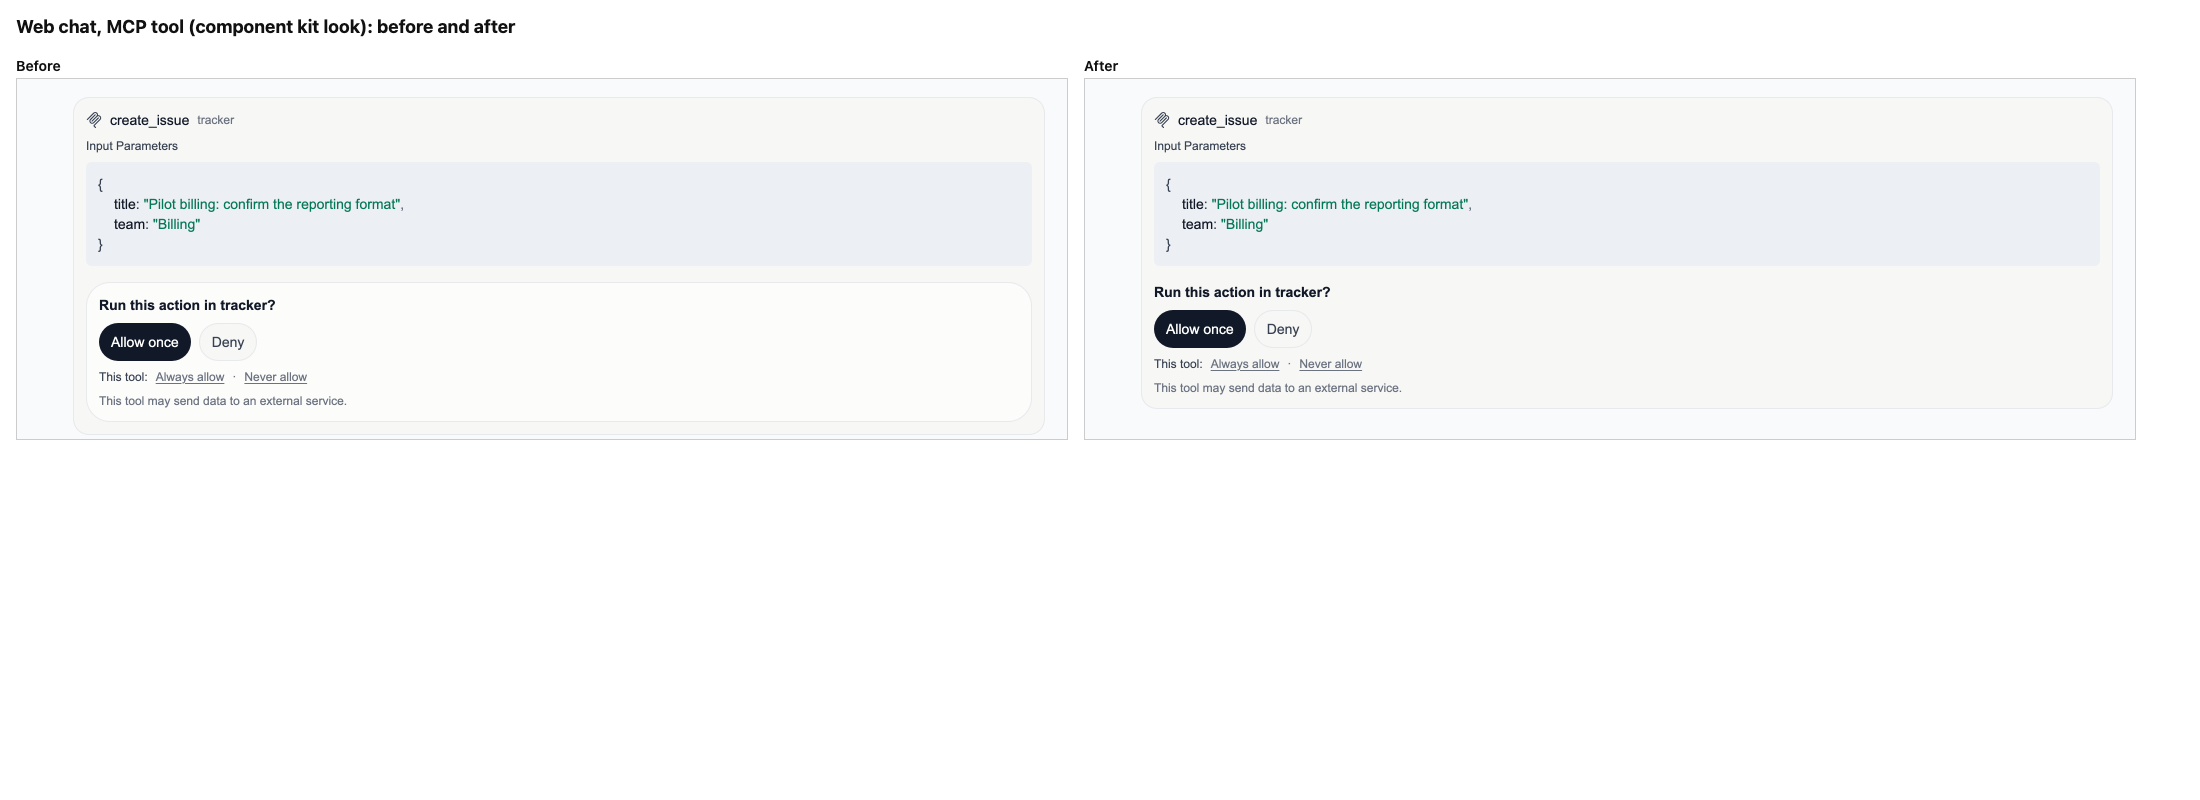 Web chat, MCP tool (component kit look): before and after
Before
create_issue tracker
Input Parameters
{
title: "Pilot billing: confirm the reporting format",
team: "Billing"
}
Run this action in tracker?
Allow once Deny
This tool: Always allow · Never allow
This tool may send data to an external service.
After
create_issue tracker
Input Parameters
{
title: "Pilot billing: confirm the reporting format",
team: "Billing"
}
Run this action in tracker?
Allow once Deny
This tool: Always allow · Never allow
This tool may send data to an external service.